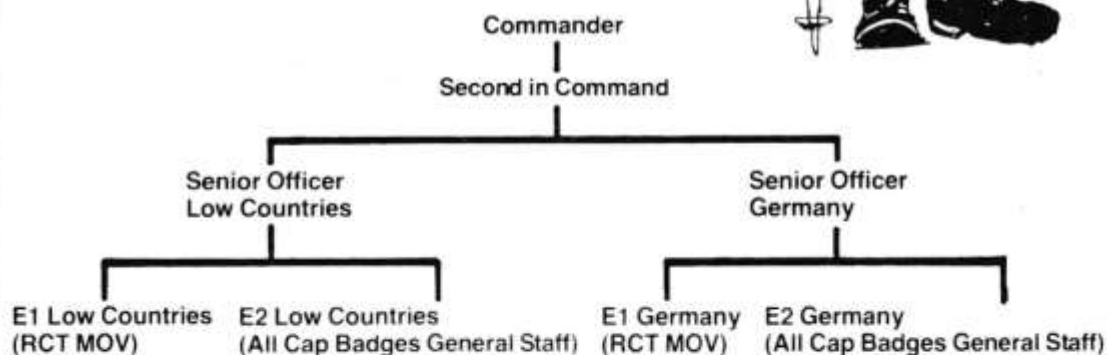 Commander
Second in Command
Senior Officer
Low Countries
Senior Officer
Germany
E1 Low Countries
(RCT MOV)
E2 Low Countries
(All Cap Badges General Staff)
E1 Germany
(RCT MOV)
E2 Germany
(All Cap Badges General Staff)